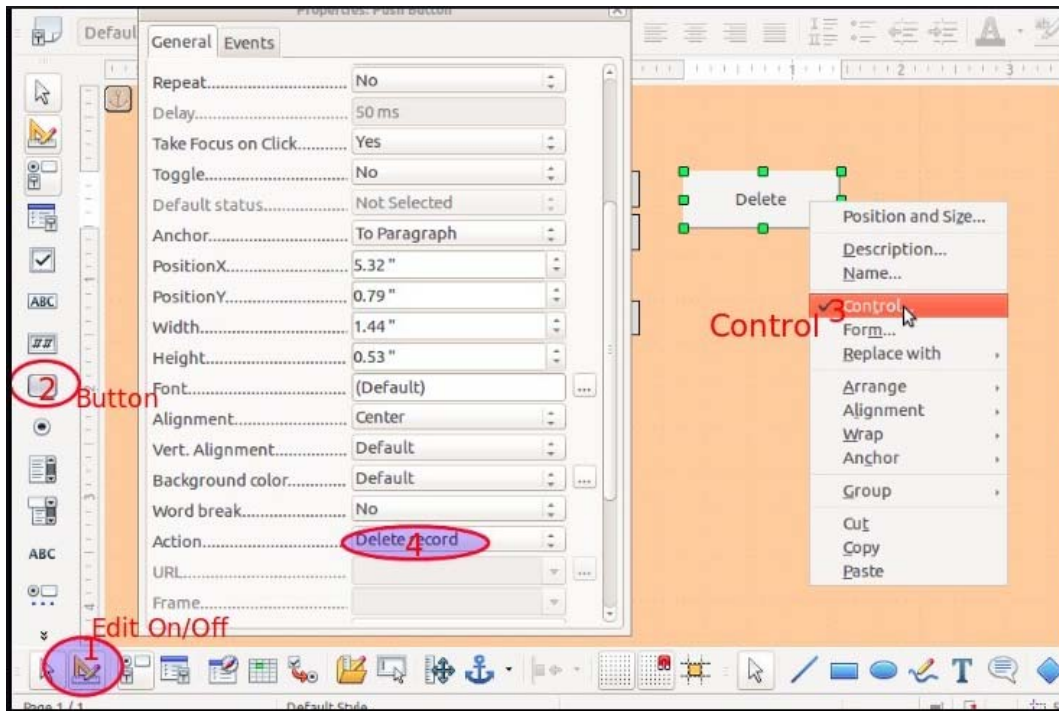 Properties: Push Button
Defaul
General Events
Repeat No
Delay 50 ms
Take Focus on Click Yes
Toggle No
Default status Not Selected
Anchor To Paragraph
PositionX 5.32 "
PositionY 0.79 "
Width 1.44 "
Height 0.53 "
Font (Default) ...
Alignment Center
Vert. Alignment Default
Background color Default ...
Word break No
Action Delete record
URL ...
Frame
1 2 3
Delete
Position and Size...
Description...
Name...
Control
Form...
Replace with
Arrange
Alignment
Wrap
Anchor
Group
Cut
Copy
Paste
Control 3
ABC
##
2 Button
4
ABC
Edit On/Off
1
T
Page 1 / 1 Default Style